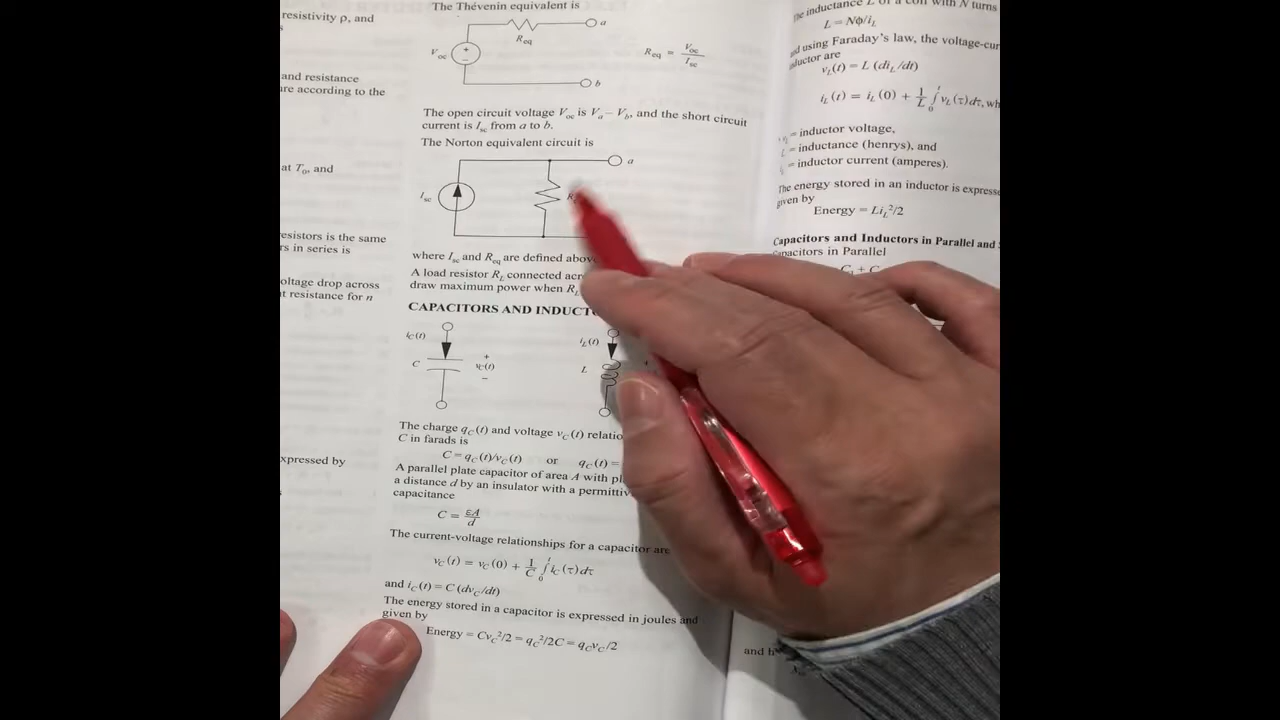 resistivity ρ, and
and resistance
are according to the
at T₀, and
esistors is the same
rs in series is
oltage drop across
t resistance for n
xpressed by
The Thévenin equivalent is
a
R_eq
V_oc
R_eq = V_oc/I_sc
b
The open circuit voltage V_oc is V_a – V_b, and the short circuit
current is I_sc from a to b.
The Norton equivalent circuit is
a
I_sc
where I_sc and R_eq are defined above
A load resistor R_L connected acr
draw maximum power when R_L
CAPACITORS AND INDUCTO
i_C(t)
C
+
v_C(t)
–
i_L(t)
L
The charge q_C(t) and voltage v_C(t) relatio
C in farads is
C = q_C(t)/v_C(t) or q_C(t) =
A parallel plate capacitor of area A with pl
a distance d by an insulator with a permittiv
capacitance
C = εA/d
The current-voltage relationships for a capacitor are
v_C(t) = v_C(0) + 1/C ∫₀ᵗ i_C(τ)dτ
and i_C(t) = C (dv_C/dt)
The energy stored in a capacitor is expressed in joules and
given by
Energy = Cv_C²/2 = q_C²/2C = q_Cv_C/2
The inductance L of a coil with N turns
L = Nφ/i_L
and using Faraday's law, the voltage-cur
inductor are
v_L(t) = L (di_L/dt)
i_L(t) = i_L(0) + 1/L ∫₀ᵗ v_L(τ)dτ, wh
v_L = inductor voltage,
L = inductance (henrys), and
i_L = inductor current (amperes).
The energy stored in an inductor is expresse
given by
Energy = Li_L²/2
Capacitors and Inductors in Parallel and S
Capacitors in Parallel
and h